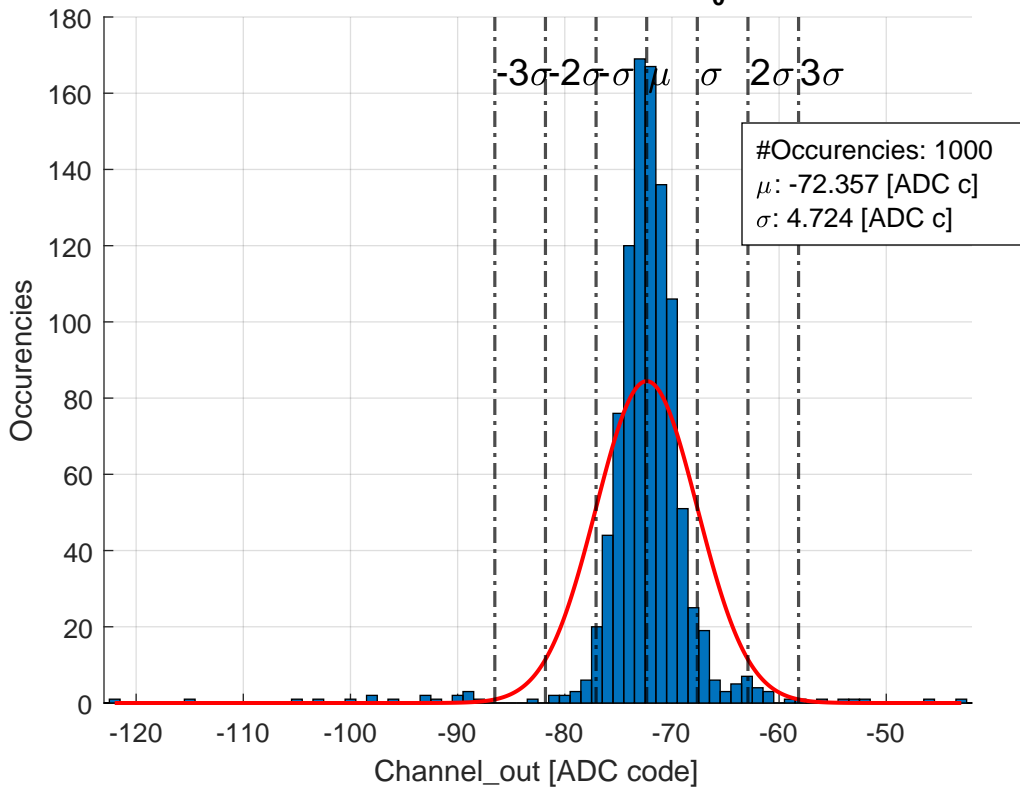 0
180
160
140
120
100
80
60
40
20
0
-3σ -2σ -σ μ σ 2σ 3σ
#Occurencies: 1000
μ: -72.357 [ADC c]
σ: 4.724 [ADC c]
Occurencies
-120 -110 -100 -90 -80 -70 -60 -50
Channel_out [ADC code]